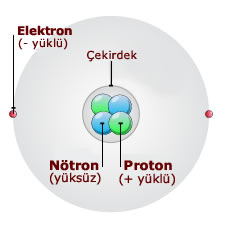 Elektron
(- yüklü)
Çekirdek
Nötron
(yüksüz)
Proton
(+ yüklü)